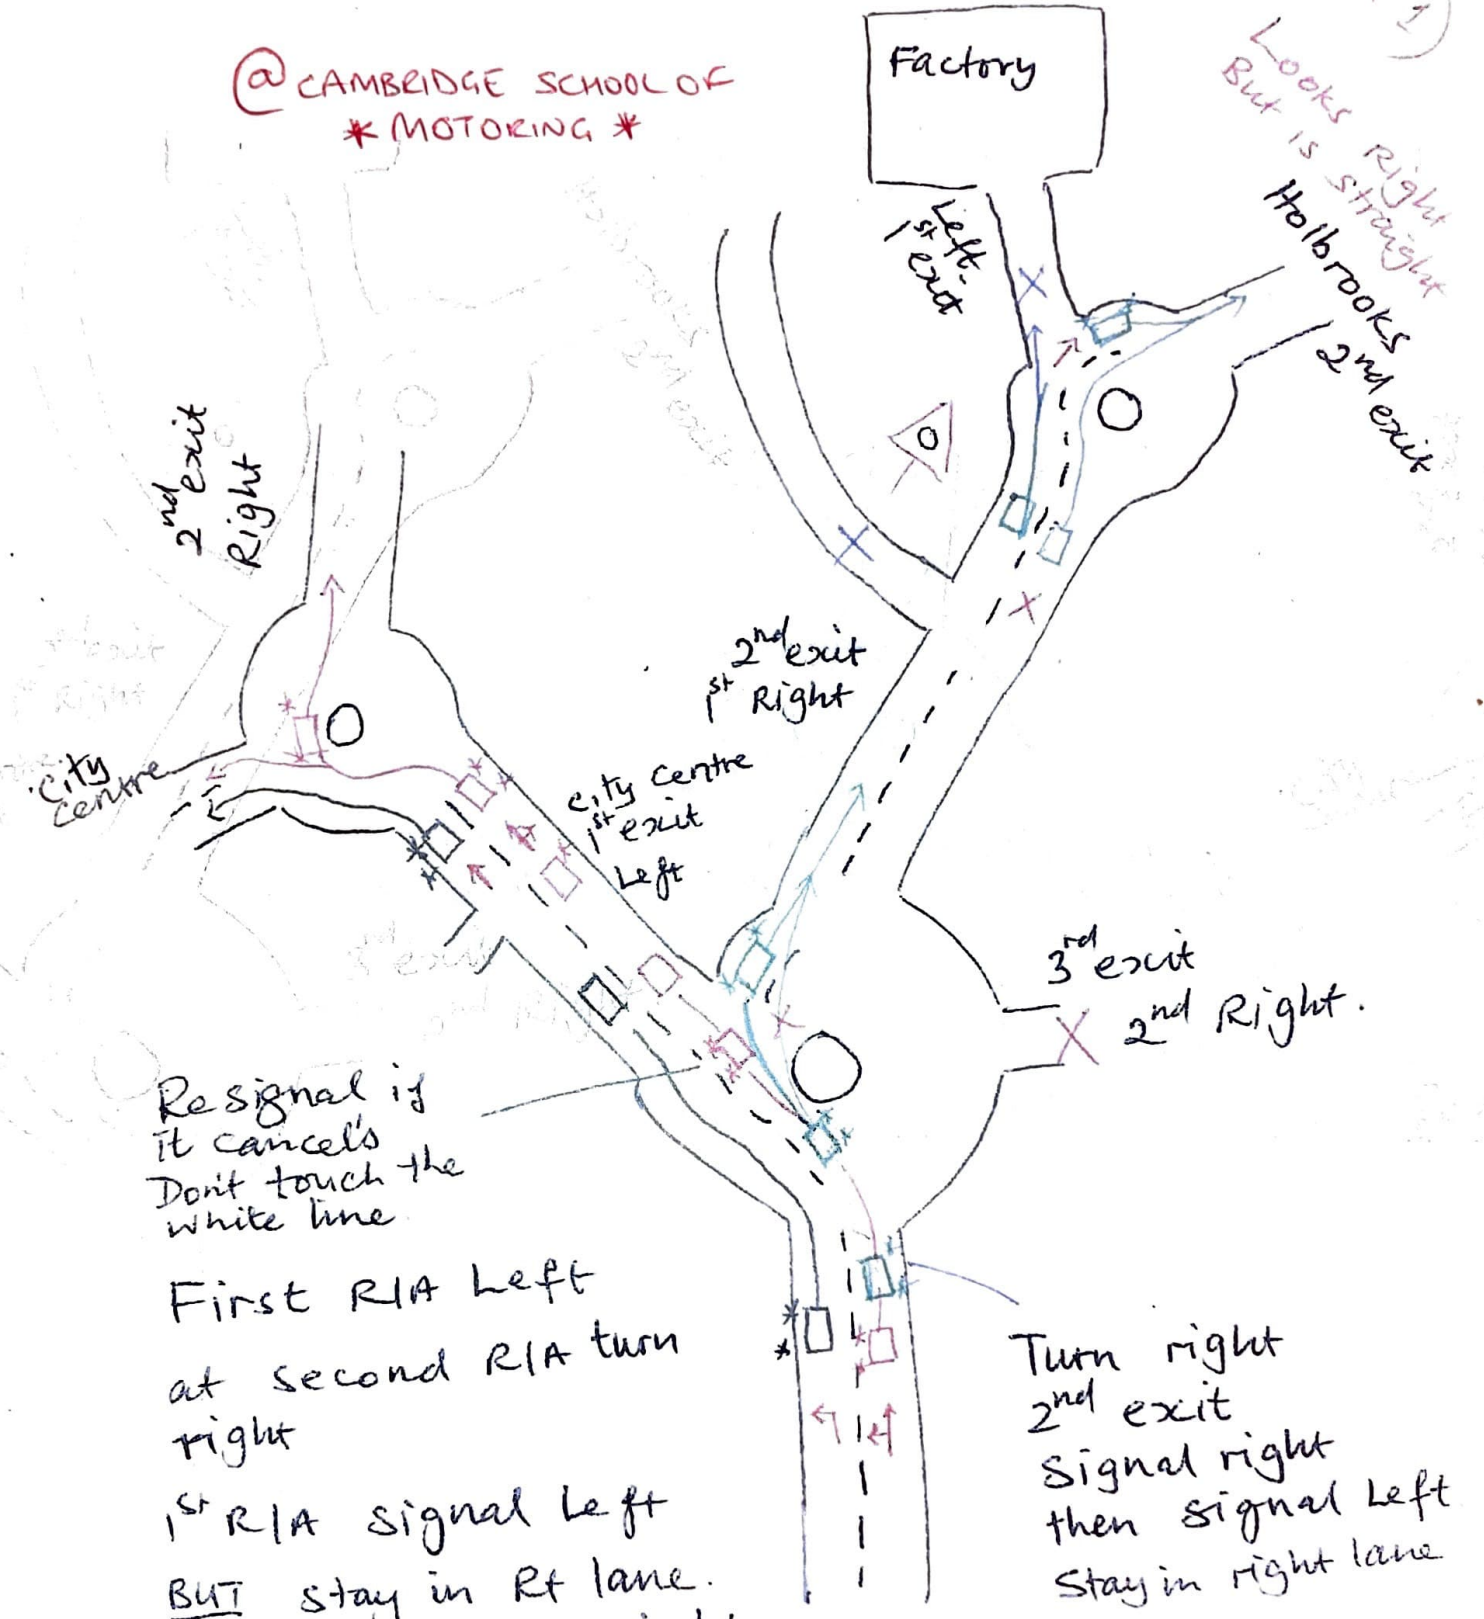 1)
@ CAMBRIDGE SCHOOL OF
* MOTORING *
Factory
Looks Right
But is straight
Holbrooks
2nd exit
Left-
1st exit
2nd exit
Right
2nd exit
1st Right
City
centre
City centre
1st exit
Left
3rd exit
2nd Right.
Resignal if
it cancels
Don't touch the
white line
First R/A Left
at second R/A turn
right
1st R/A signal Left
BUT stay in Rt lane.
Turn right
2nd exit
Signal right
then signal Left
Stay in right lane